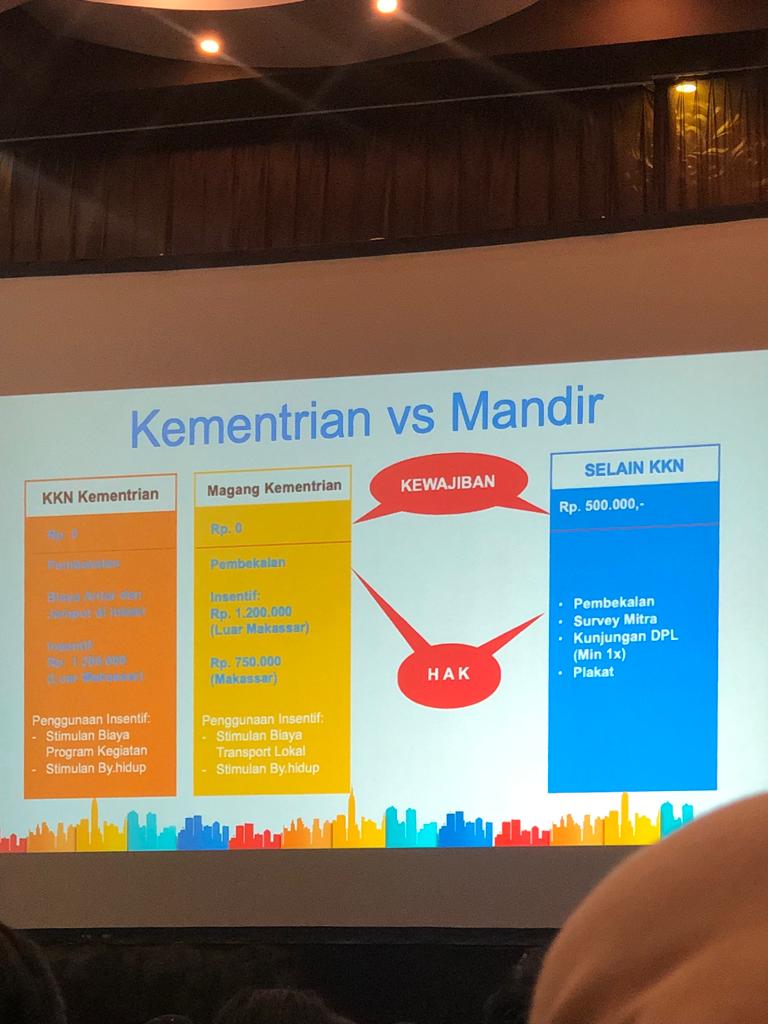 Kementrian vs Mandir
KKN Kementrian
Rp. 0
Pembekalan
Biaya Antar dan
Jemput di lokasi
Insentif:
Rp. 1.200.000
(Luar Makassar)
Penggunaan Insentif:
- Stimulan Biaya
Program Kegiatan
- Stimulan By.hidup
Magang Kementrian
Rp. 0
Pembekalan
Insentif:
Rp. 1.200.000
(Luar Makassar)
Rp. 750.000
(Makassar)
Penggunaan Insentif:
- Stimulan Biaya
Transport Lokal
- Stimulan By.hidup
KEWAJIBAN
HAK
SELAIN KKN
Rp. 500.000,-
• Pembekalan
• Survey Mitra
• Kunjungan DPL
(Min 1x)
• Plakat